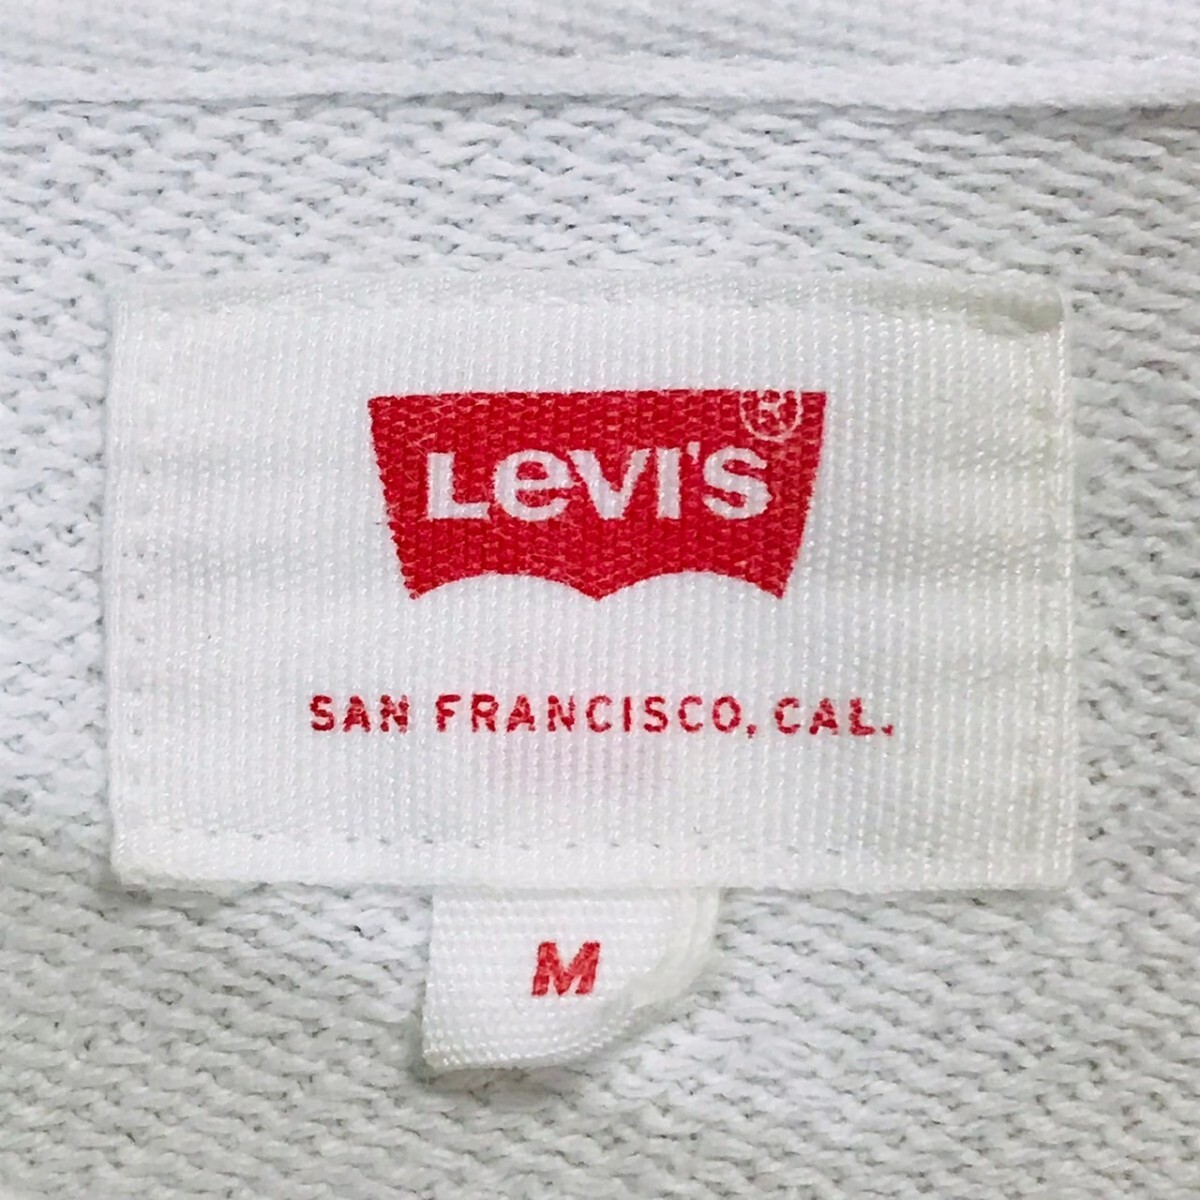 ®
LeVI'S
SAN FRANCISCO, CAL.
M